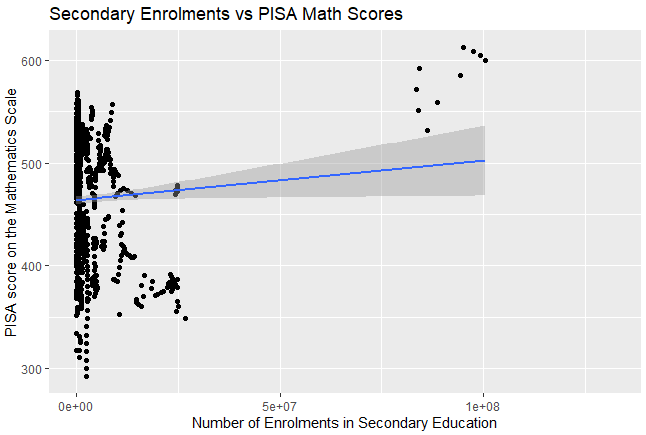 Secondary Enrolments vs PISA Math Scores
PISA score on the Mathematics Scale
600
500
400
300
0e+00
5e+07
1e+08
Number of Enrolments in Secondary Education